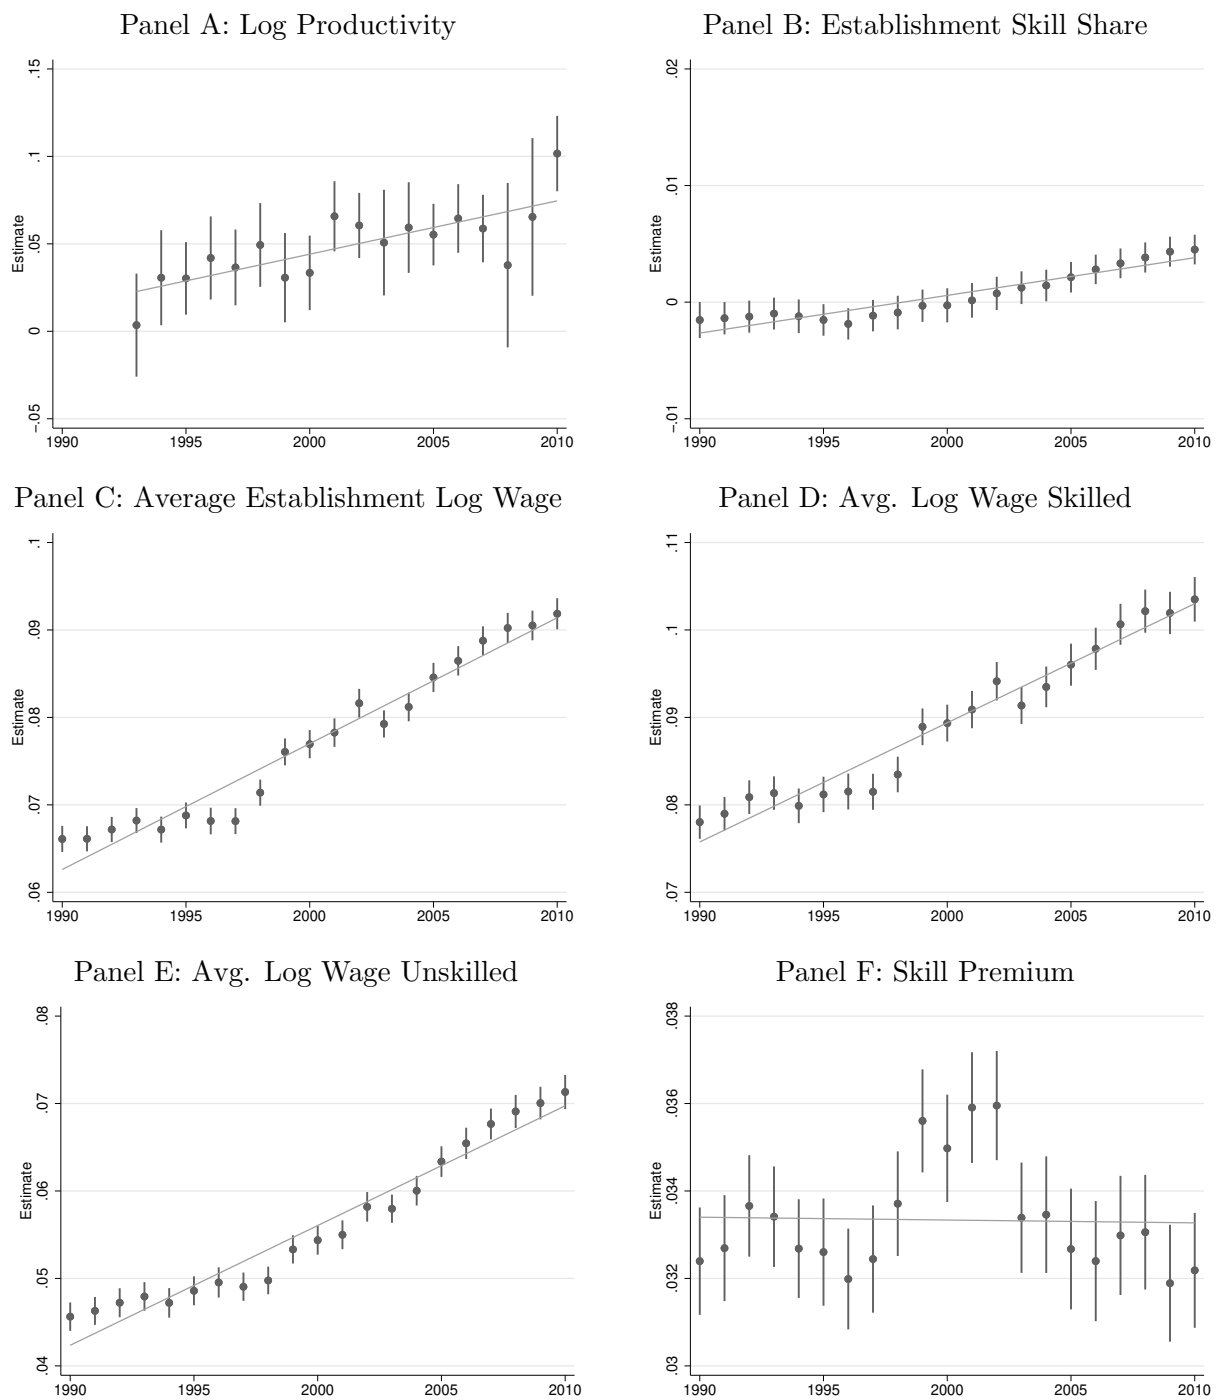 Panel A: Log Productivity
Estimate
.15
.1
.05
0
-.05
1990 1995 2000 2005 2010
Panel B: Establishment Skill Share
.02
.01
0
-.01
1990 1995 2000 2005 2010
Panel C: Average Establishment Log Wage
Estimate
.1
.09
.08
.07
.06
1990 1995 2000 2005 2010
Panel D: Avg. Log Wage Skilled
Estimate
.11
.1
.09
.08
.07
1990 1995 2000 2005 2010
Panel E: Avg. Log Wage Unskilled
Estimate
.08
.07
.06
.05
.04
1990 1995 2000 2005 2010
Panel F: Skill Premium
Estimate
.038
.036
.034
.032
.03
1990 1995 2000 2005 2010